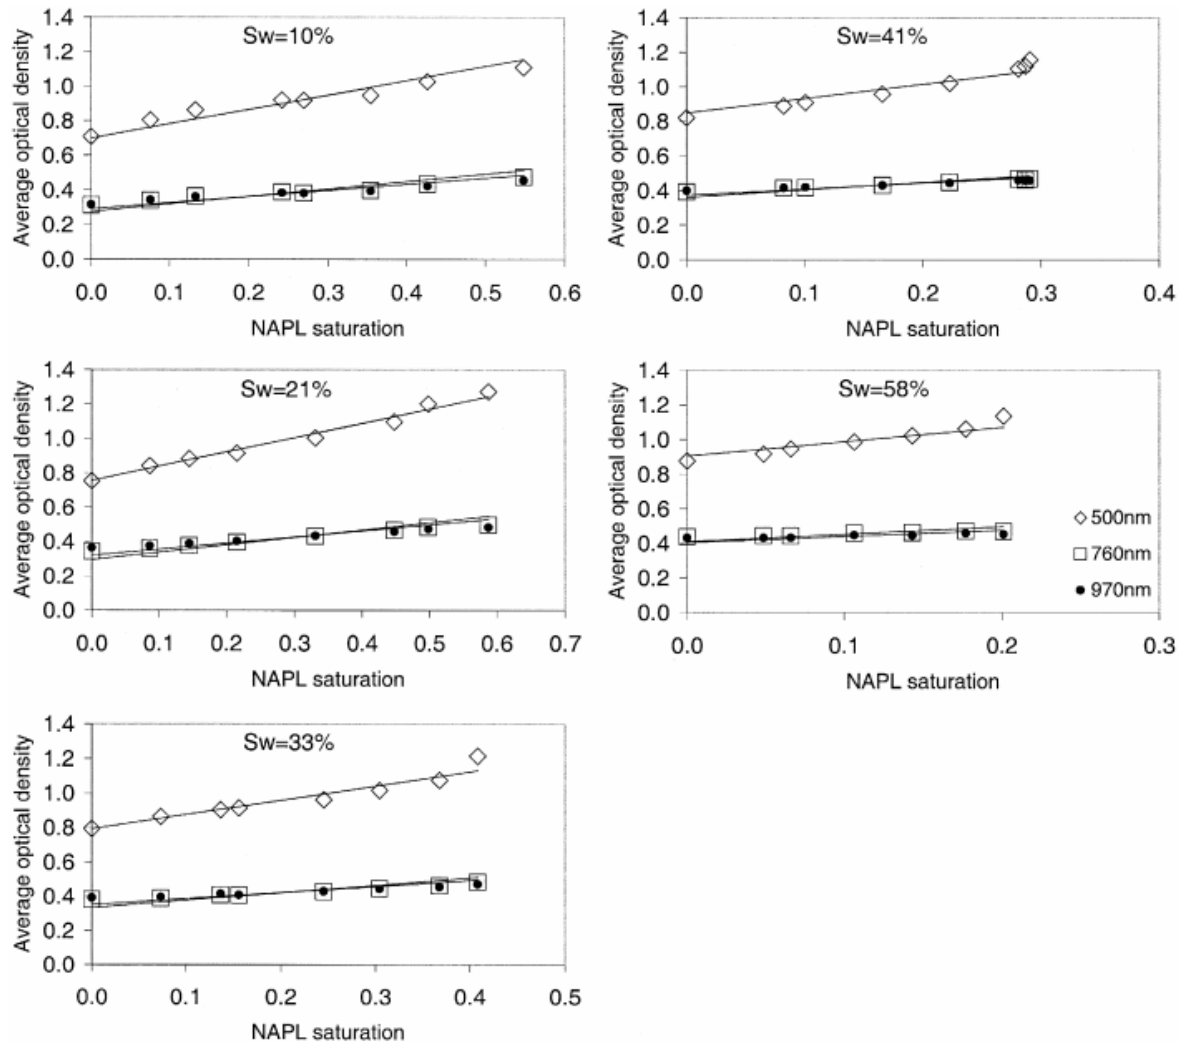 Sw=10%
Average optical density
1.4
1.2
1.0
0.8
0.6
0.4
0.2
0.0
0.0 0.1 0.2 0.3 0.4 0.5 0.6
NAPL saturation
Sw=41%
Average optical density
1.4
1.2
1.0
0.8
0.6
0.4
0.2
0.0
0.0 0.1 0.2 0.3 0.4
NAPL saturation
Sw=21%
Average optical density
1.4
1.2
1.0
0.8
0.6
0.4
0.2
0.0
0.0 0.1 0.2 0.3 0.4 0.5 0.6 0.7
NAPL saturation
Sw=58%
Average optical density
1.4
1.2
1.0
0.8
0.6
0.4
0.2
0.0
0.0 0.1 0.2 0.3
NAPL saturation
500nm
760nm
970nm
Sw=33%
Average optical density
1.4
1.2
1.0
0.8
0.6
0.4
0.2
0.0
0.0 0.1 0.2 0.3 0.4 0.5
NAPL saturation